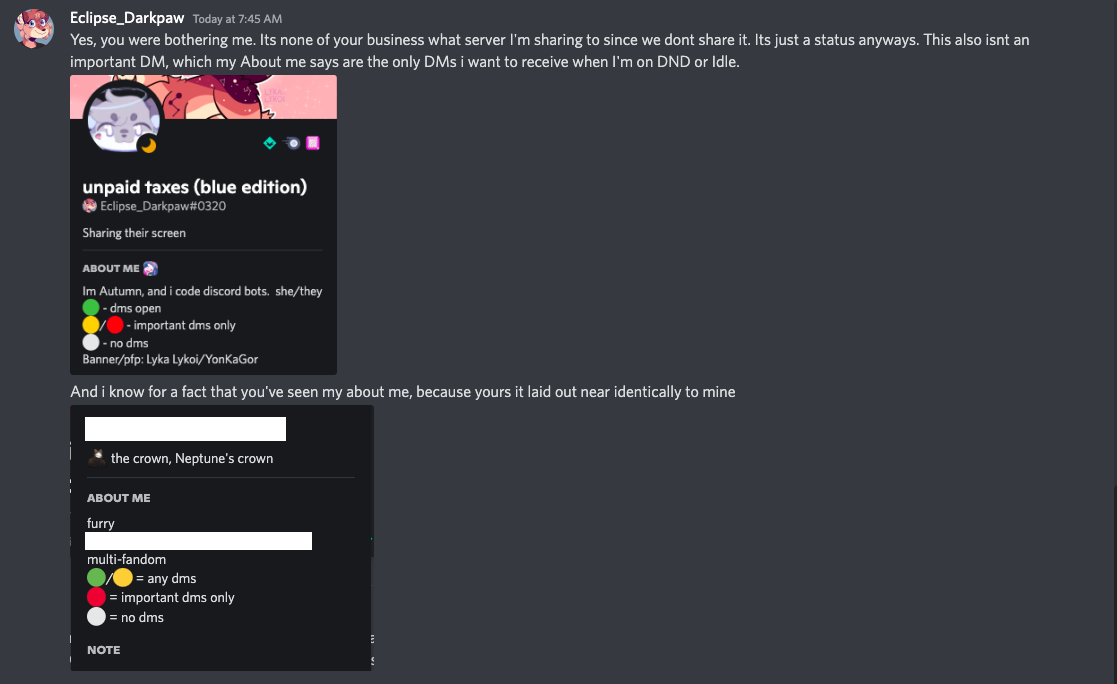 Eclipse_Darkpaw Today at 7:45 AM
Yes, you were bothering me. Its none of your business what server I'm sharing to since we dont share it. Its just a status anyways. This also isnt an
important DM, which my About me says are the only DMs i want to receive when I'm on DND or Idle.
unpaid taxes (blue edition)
Eclipse_Darkpaw#0320
Sharing their screen
ABOUT ME
Im Autumn, and i code discord bots. she/they
- dms open
/ - important dms only
- no dms
Banner/pfp: Lyka Lykoi/YonKaGor
And i know for a fact that you've seen my about me, because yours it laid out near identically to mine
the crown, Neptune's crown
ABOUT ME
furry
multi-fandom
/ = any dms
= important dms only
= no dms
NOTE